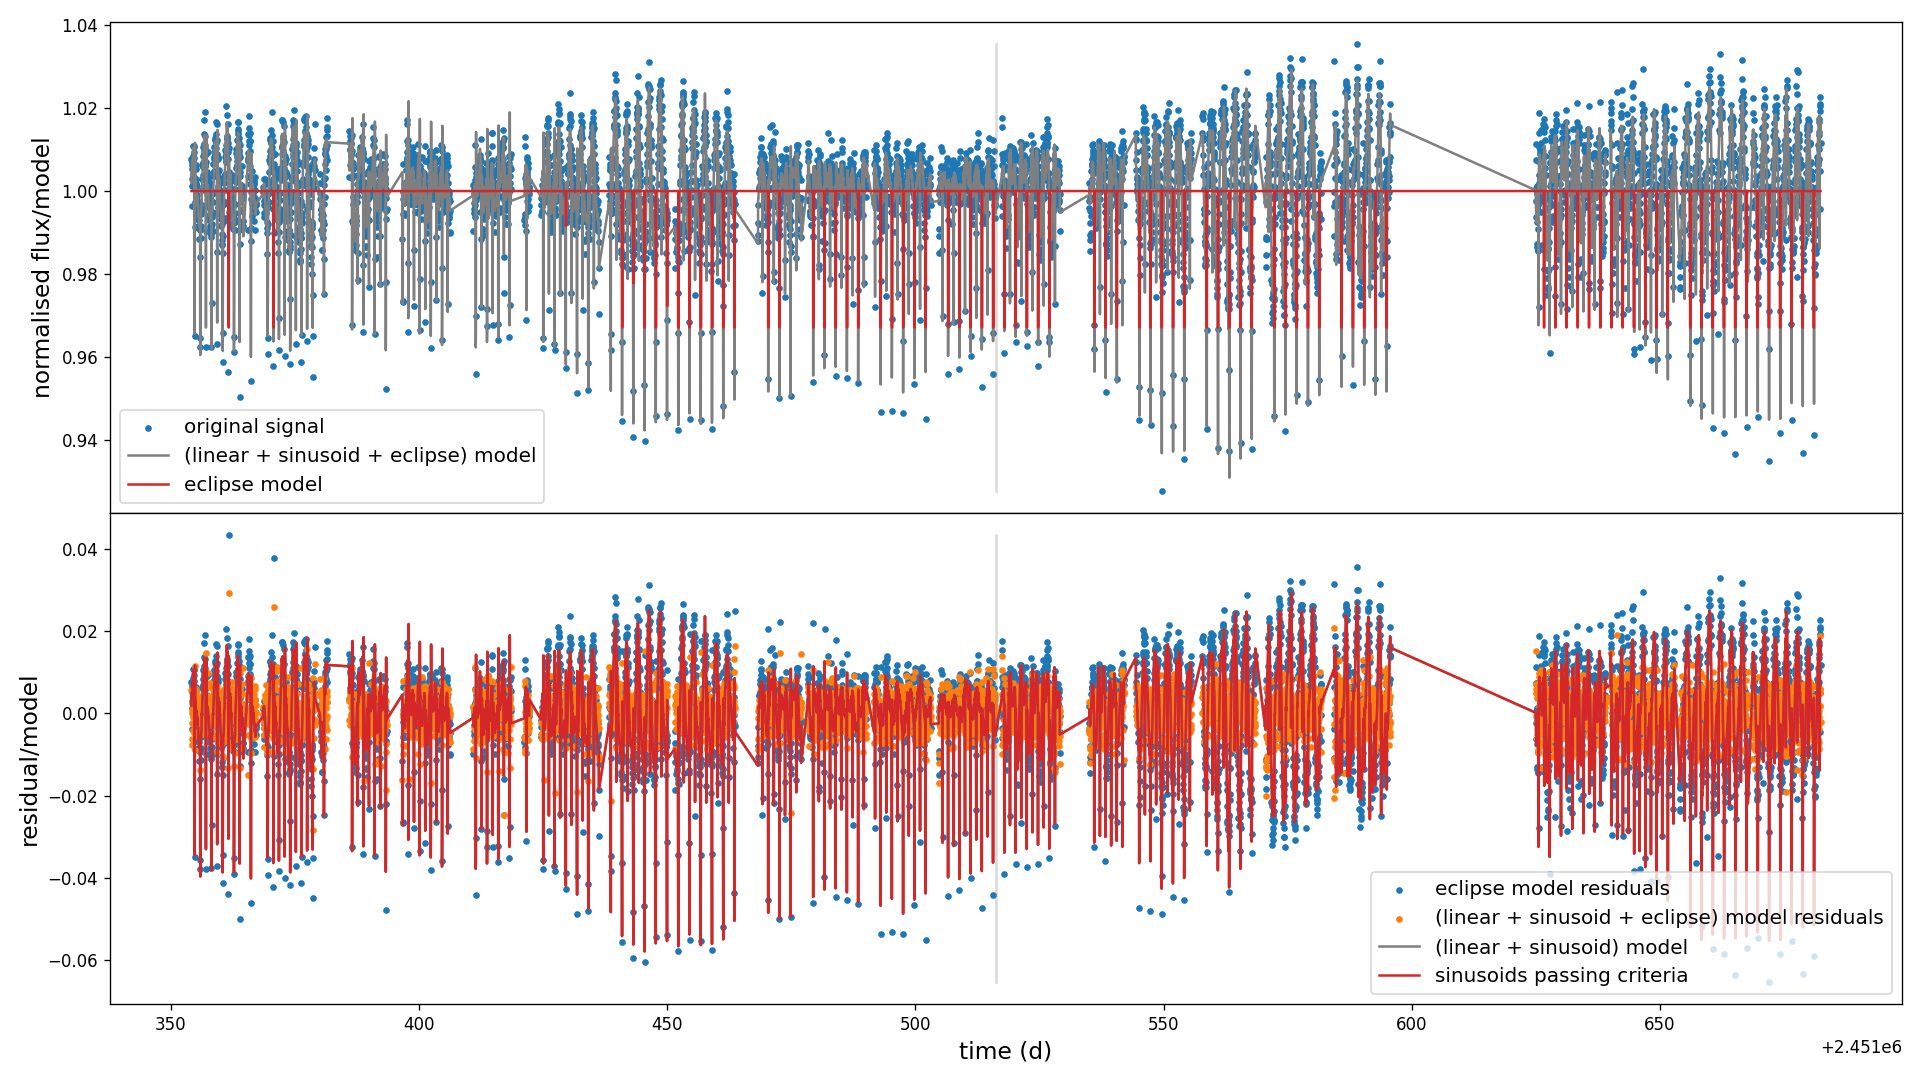 1.04
1.02
1.00
0.98
0.96
0.94
normalised flux/model
original signal
(linear + sinusoid + eclipse) model
eclipse model
0.04
0.02
0.00
−0.02
−0.04
−0.06
residual/model
eclipse model residuals
(linear + sinusoid + eclipse) model residuals
(linear + sinusoid) model
sinusoids passing criteria
350 400 450 500 550 600 650
time (d)
+2.451e6